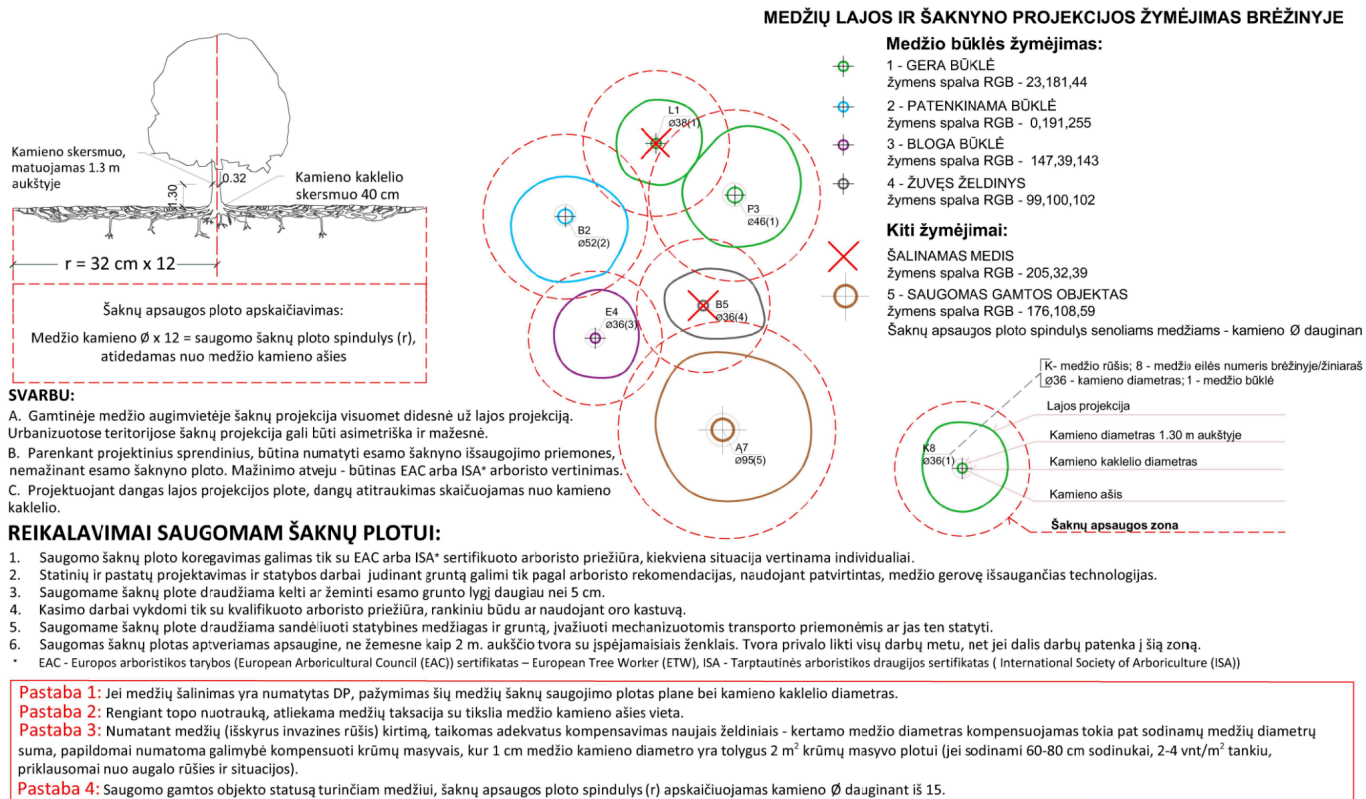 MEDŽIŲ LAJOS IR ŠAKNYNO PROJEKCIJOS ŽYMĖJIMAS BRĖŽINYJE
Medžio būklės žymėjimas:
1 - GERA BŪKLĖ
žymens spalva RGB - 23,181,44
2 - PATENKINAMA BŪKLĖ
žymens spalva RGB - 0,191,255
3 - BLOGA BŪKLĖ
žymens spalva RGB - 147,39,143
4 - ŽUVĘS ŽELDINYS
žymens spalva RGB - 99,100,102
Kiti žymėjimai:
ŠALINAMAS MEDIS
žymens spalva RGB - 205,32,39
5 - SAUGOMAS GAMTOS OBJEKTAS
žymens spalva RGB - 176,108,59
Šaknų apsaugos ploto spindulys senoliams medžiams - kamieno Ø dauginan
Kamieno skersmuo,
matuojamas 1.3 m
aukštyje
1.30
0.32
Kamieno kaklelio
skersmuo 40 cm
r = 32 cm x 12
Šaknų apsaugos ploto apskaičiavimas:
Medžio kamieno Ø x 12 = saugomo šaknų ploto spindulys (r),
atidedamas nuo medžio kamieno ašies
L1
ø38(1)
P3
ø46(1)
B2
ø52(2)
E4
ø36(3)
B5
ø36(4)
Ą7
ø95(5)
K- medžio rūšis; 8 - medžio eilės numeris brėžinyje/žiniaraš
ø36 - kamieno diametras; 1 - medžio būklė
Lajos projekcija
Kamieno diametras 1.30 m aukštyje
K8
ø36(1)
Kamieno kaklelio diametras
Kamieno ašis
Šaknų apsaugos zona
SVARBU:
A. Gamtinėje medžio augimvietėje šaknų projekcija visuomet didesnė už lajos projekciją.
Urbanizuotose teritorijose šaknų projekcija gali būti asimetriška ir mažesnė.
B. Parenkant projektinius sprendinius, būtina numatyti esamo šaknyno išsaugojimo priemones,
nemažinant esamo šaknyno ploto. Mažinimo atveju - būtinas EAC arba ISA* arboristo vertinimas.
C. Projektuojant dangas lajos projekcijos plote, dangų atitraukimas skaičuojamas nuo kamieno
kaklelio.
REIKALAVIMAI SAUGOMAM ŠAKNŲ PLOTUI:
1. Saugomo šaknų ploto koregavimas galimas tik su EAC arba ISA* sertifikuoto arboristo priežiūra, kiekviena situacija vertinama individualiai.
2. Statinių ir pastatų projektavimas ir statybos darbai judinant gruntą galimi tik pagal arboristo rekomendacijas, naudojant patvirtintas, medžio gerovę išsaugančias technologijas.
3. Saugomame šaknų plote draudžiama kelti ar žeminti esamo grunto lygį daugiau nei 5 cm.
4. Kasimo darbai vykdomi tik su kvalifikuoto arboristo priežiūra, rankiniu būdu ar naudojant oro kastuvą.
5. Saugomame šaknų plote draudžiama sandėliuoti statybines medžiagas ir gruntą, įvažiuoti mechanizuotomis transporto priemonėmis ar jas ten statyti.
6. Saugomas šaknų plotas aptveriamas apsaugine, ne žemesne kaip 2 m. aukščio tvora su įspėjamaisiais ženklais. Tvora privalo likti visų darbų metu, net jei dalis darbų patenka į šią zoną.
* EAC - Europos arboristikos tarybos (European Arboricultural Council (EAC)) sertifikatas – European Tree Worker (ETW), ISA - Tarptautinės arboristikos draugijos sertifikatas ( International Society of Arboriculture (ISA))
Pastaba 1: Jei medžių šalinimas yra numatytas DP, pažymimas šių medžių šaknų saugojimo plotas plane bei kamieno kaklelio diametras.
Pastaba 2: Rengiant topo nuotrauką, atliekama medžių taksacija su tikslia medžio kamieno ašies vieta.
Pastaba 3: Numatant medžių (išskyrus invazines rūšis) kirtimą, taikomas adekvatus kompensavimas naujais želdiniais - kertamo medžio diametras kompensuojamas tokia pat sodinamų medžių diametrų
suma, papildomai numatoma galimybė kompensuoti krūmų masyvais, kur 1 cm medžio kamieno diametro yra tolygus 2 m² krūmų masyvo plotui (jei sodinami 60-80 cm sodinukai, 2-4 vnt/m² tankiu,
priklausomai nuo augalo rūšies ir situacijos).
Pastaba 4: Saugomo gamtos objekto statusą turinčiam medžiui, šaknų apsaugos ploto spindulys (r) apskaičiuojamas kamieno Ø dauginant iš 15.